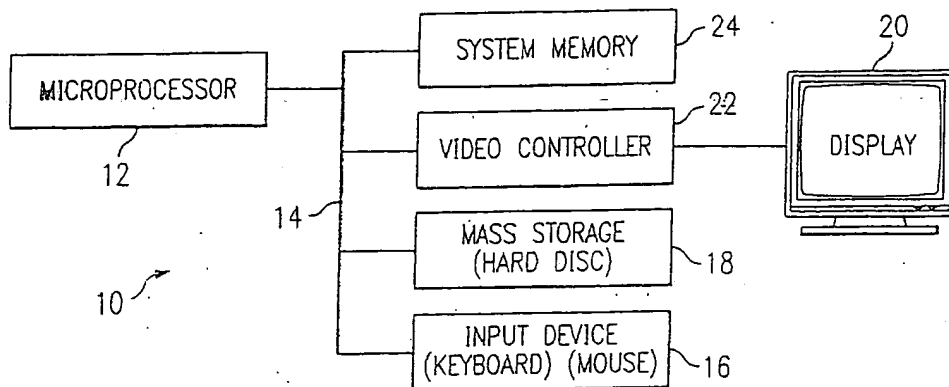 SYSTEM MEMORY
24
20
MICROPROCESSOR
12
22
VIDEO CONTROLLER
DISPLAY
14
MASS STORAGE
(HARD DISC)
18
10
INPUT DEVICE
(KEYBOARD) (MOUSE)
16